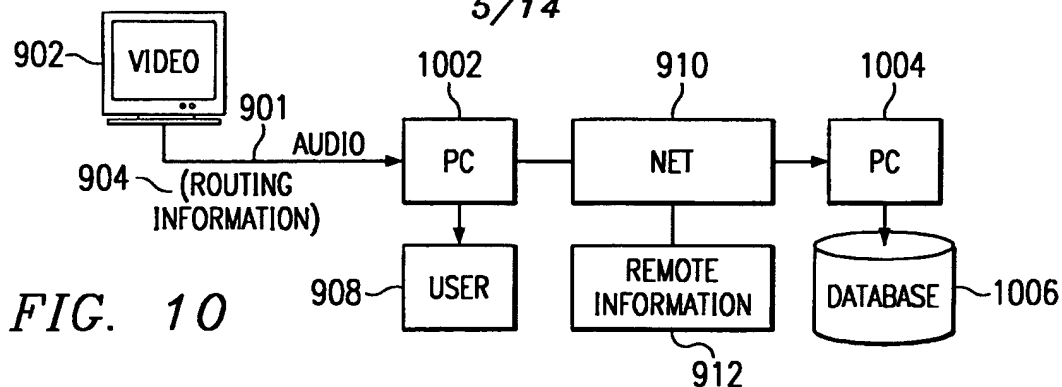 5/14
902
VIDEO
901
AUDIO
904
(ROUTING
INFORMATION)
1002
PC
910
NET
1004
PC
908
USER
REMOTE
INFORMATION
912
DATABASE
1006
FIG. 10